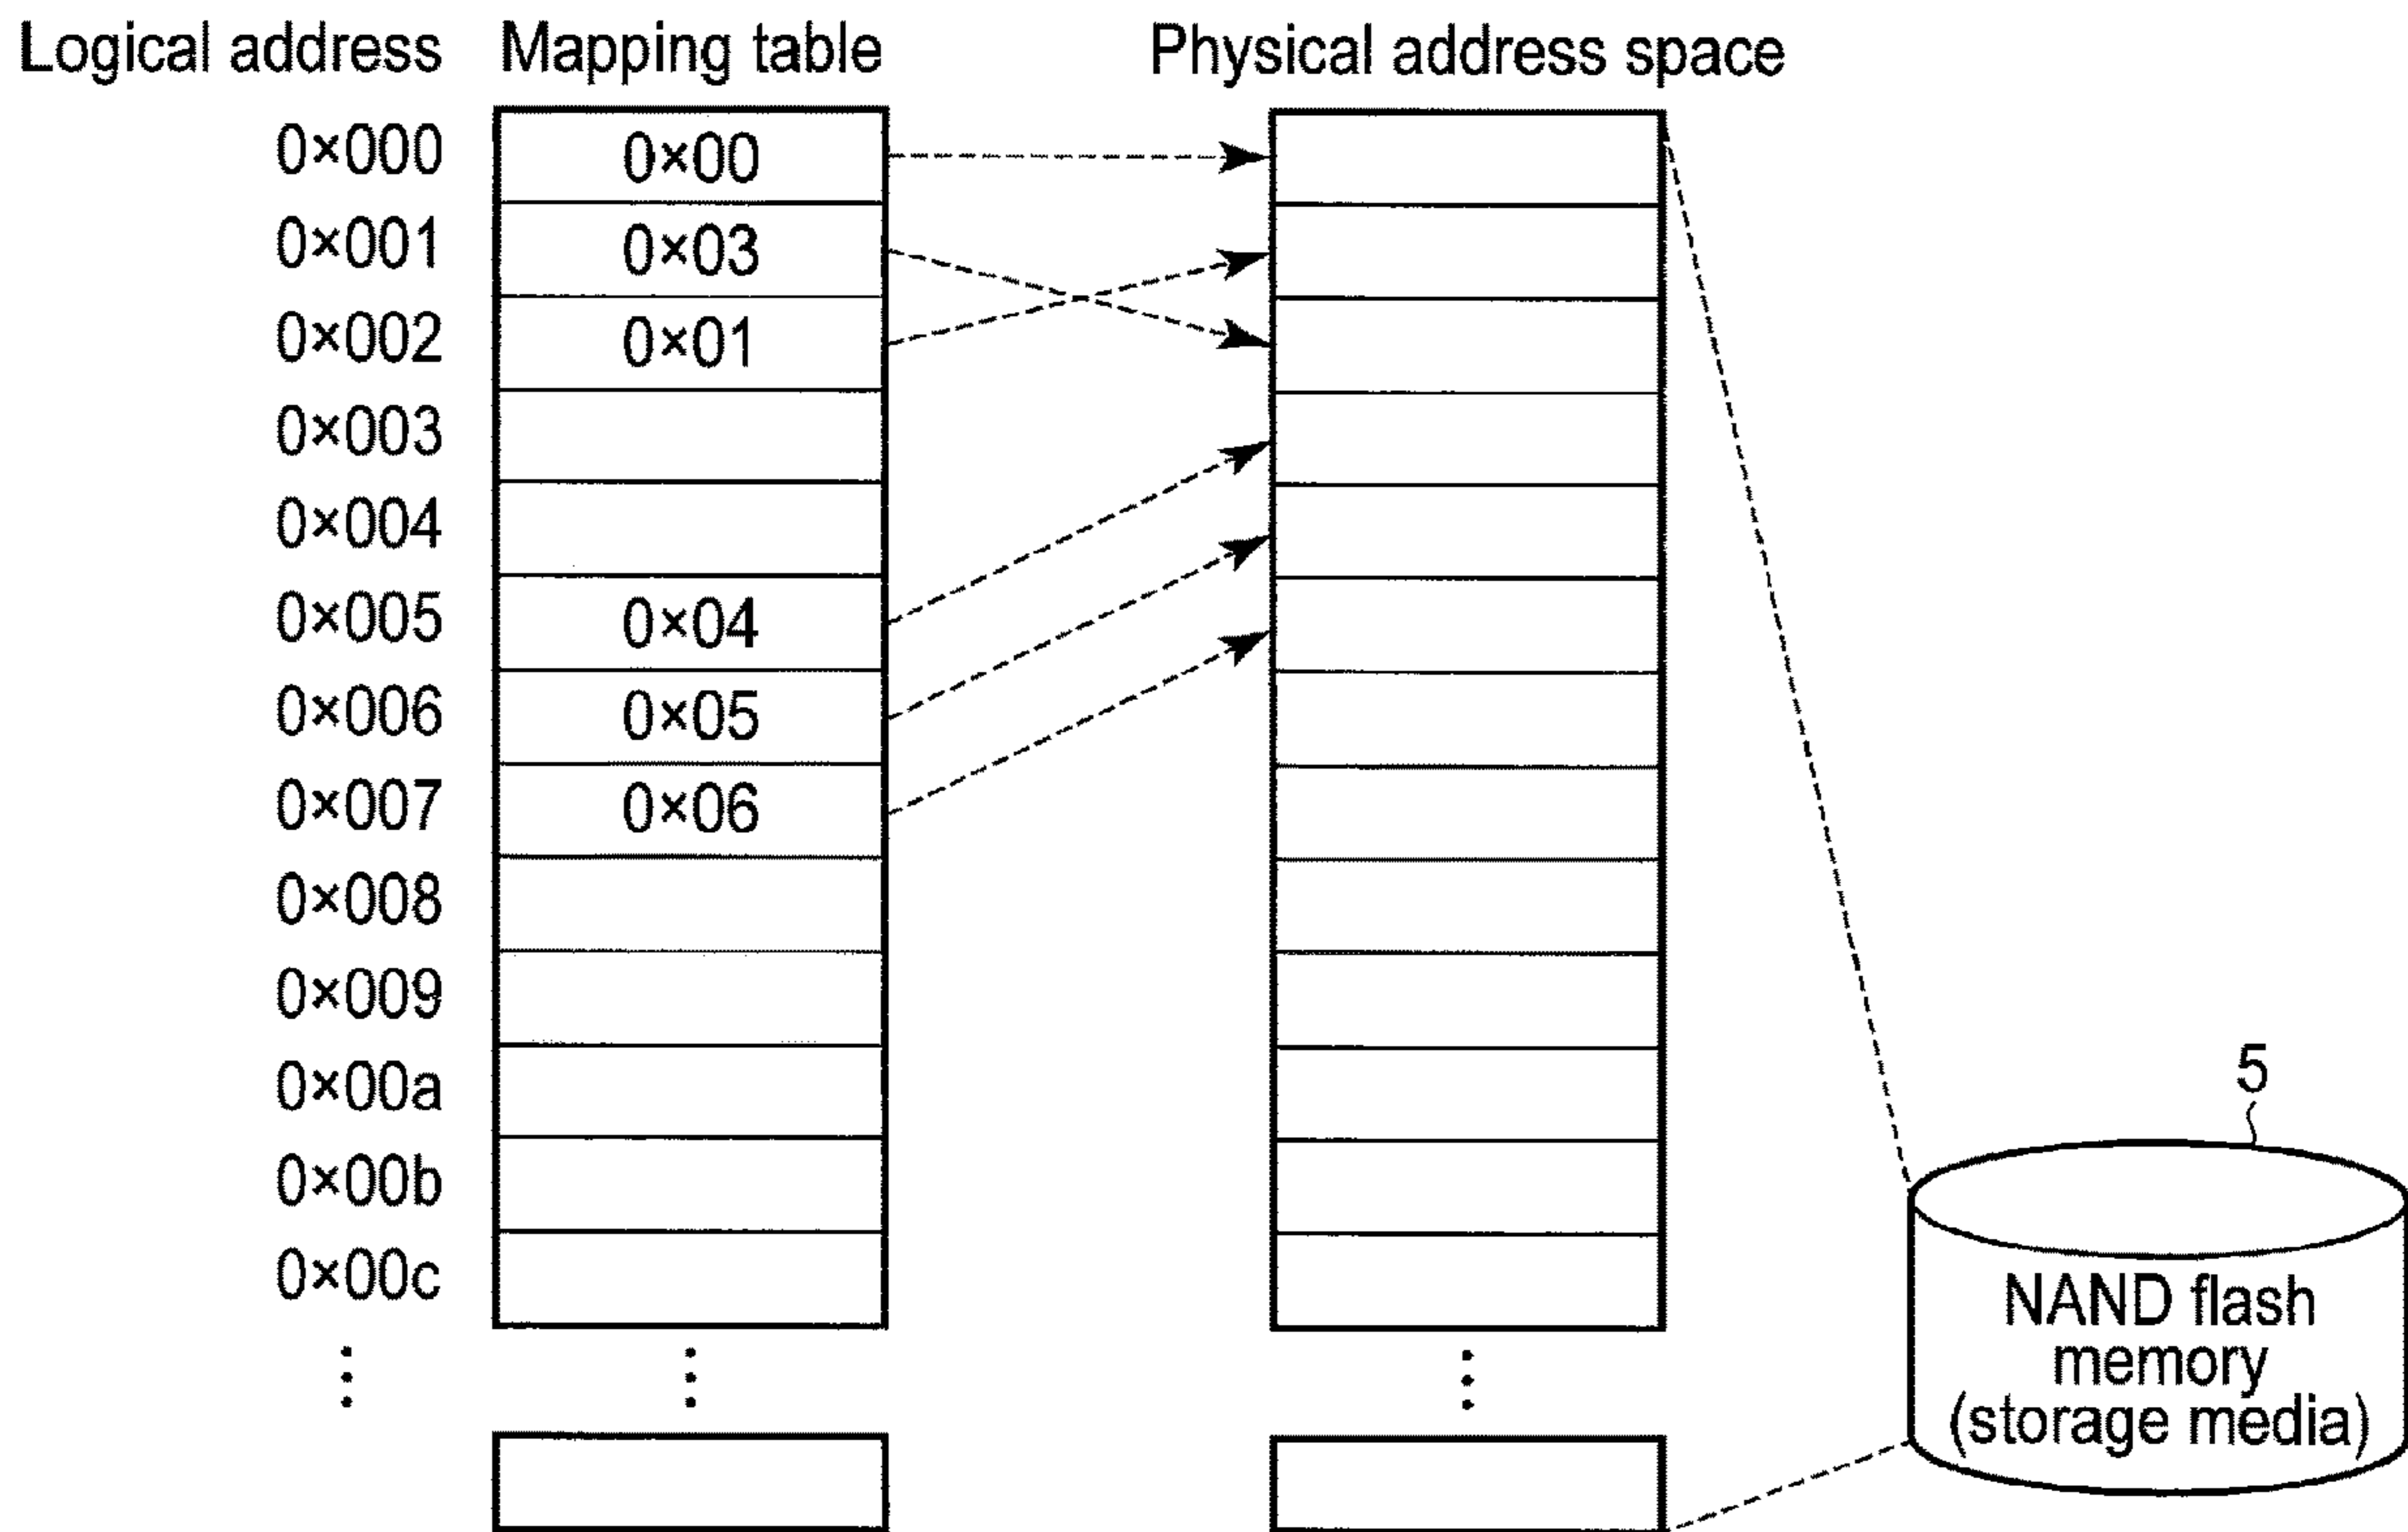 Logical address Mapping table Physical address space
0×000 0×00
0×001 0×03
0×002 0×01
0×003
0×004
0×005 0×04
0×006 0×05
0×007 0×06
0×008
0×009
0×00a
0×00b
0×00c
5
NAND flash
memory
(storage media)